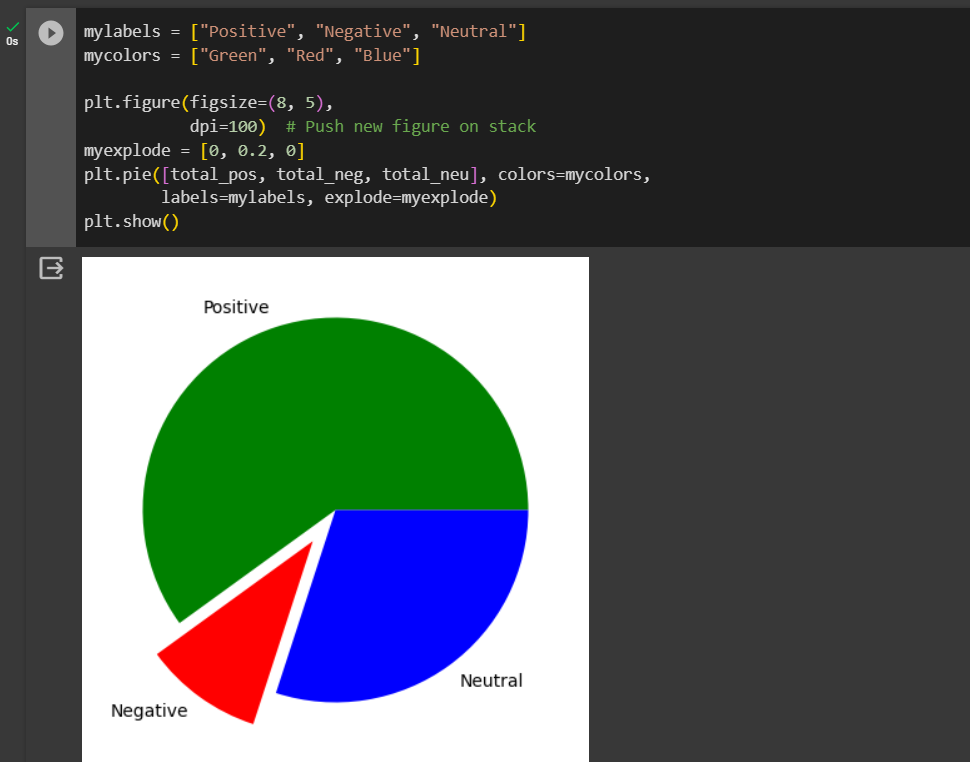 mylabels = ["Positive", "Negative", "Neutral"]
0s
mycolors = ["Green", "Red", "Blue"]
plt.figure(figsize=(8, 5),
           dpi=100)  # Push new figure on stack
myexplode = [0, 0.2, 0]
plt.pie([total_pos, total_neg, total_neu], colors=mycolors,
        labels=mylabels, explode=myexplode)
plt.show()
Positive
Neutral
Negative